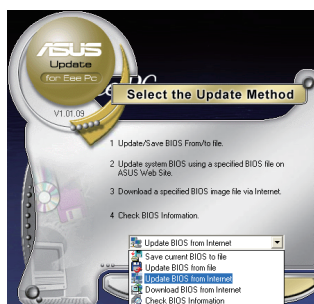 ASUS
Update
for Eee Pc
V1.01.09
Select the Update Method
1 Update/Save BIOS From/to file.
2 Update system BIOS using a specified BIOS file on
ASUS Web Site.
3 Download a specified BIOS image file via Internet.
4 Check BIOS Information.
Update BIOS from Internet
Save current BIOS to file
Update BIOS from file
Update BIOS from Internet
Download BIOS from Internet
Check BIOS Information